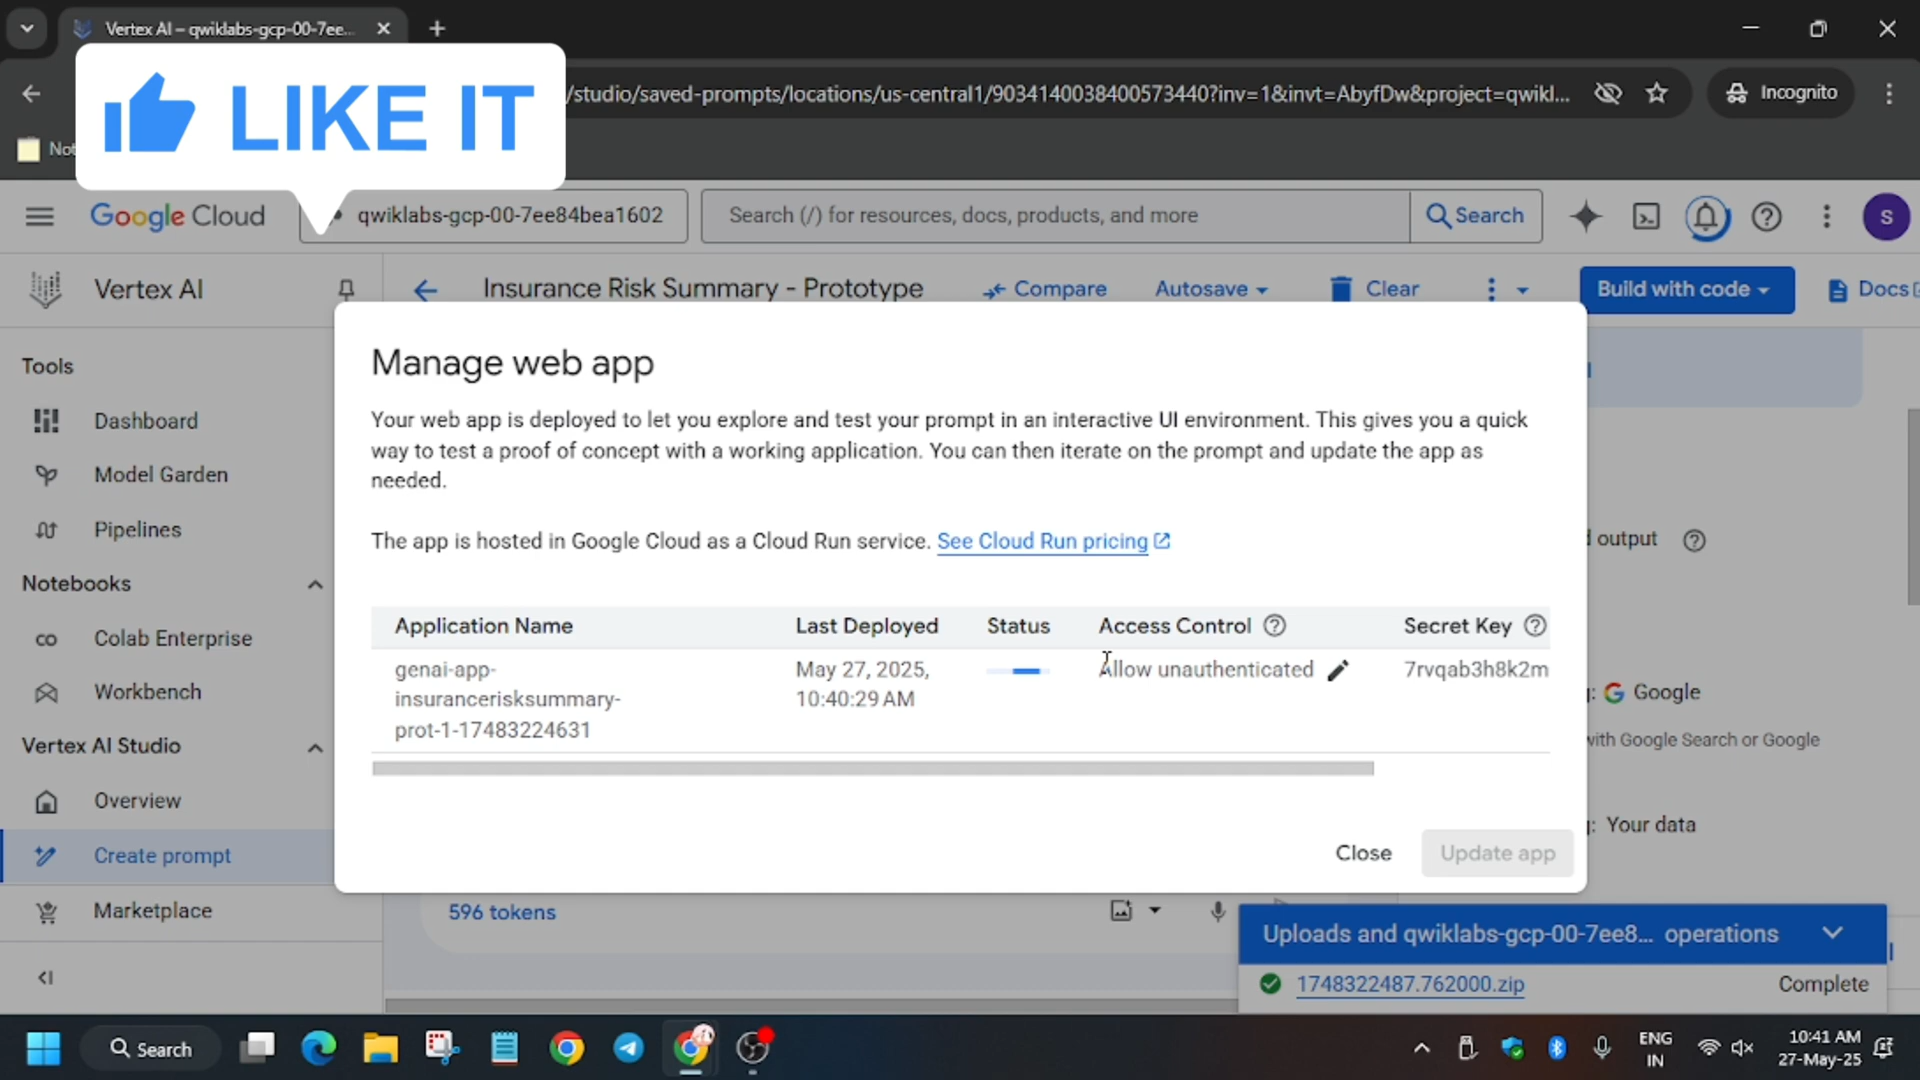 Vertex AI – qwiklabs-gcp-00-7ee...
LIKE IT
/studio/saved-prompts/locations/us-central1/9034140038400573440?inv=1&invt=AbyfDw&project=qwikl...
Incognito
Not
Google Cloud
qwiklabs-gcp-00-7ee84bea1602
Search (/) for resources, docs, products, and more
Search
S
Vertex AI
Insurance Risk Summary - Prototype
Compare
Autosave
Clear
Build with code
Docs
Tools
Dashboard
Model Garden
Pipelines
Notebooks
Colab Enterprise
Workbench
Vertex AI Studio
Overview
Create prompt
Marketplace
Manage web app
Your web app is deployed to let you explore and test your prompt in an interactive UI environment. This gives you a quick
way to test a proof of concept with a working application. You can then iterate on the prompt and update the app as
needed.
The app is hosted in Google Cloud as a Cloud Run service. See Cloud Run pricing
Application Name Last Deployed Status Access Control Secret Key
genai-app-
insurancerisksummary-
prot-1-17483224631
May 27, 2025,
10:40:29 AM
Allow unauthenticated
7rvqab3h8k2m
Close
Update app
output
Google
with Google Search or Google
: Your data
596 tokens
Uploads and qwiklabs-gcp-00-7ee8... operations
1748322487.762000.zip
Complete
Search
ENG
IN
10:41 AM
27-May-25